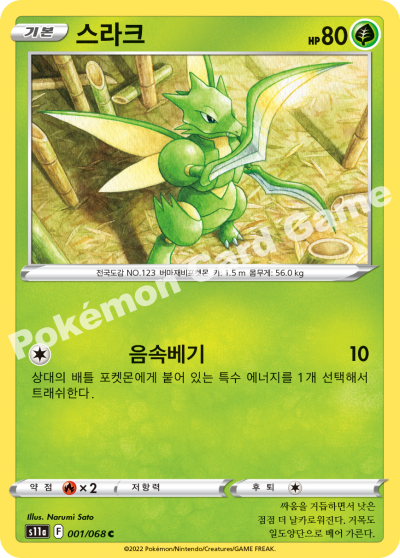 기본 스라크 HP 80
전국도감 NO.123 버마재비포켓몬 키: 1.5 m 몸무게: 56.0 kg
Pokémon Card Game
음속베기 10
상대의 배틀 포켓몬에게 붙어 있는 특수 에너지를 1개 선택해서
트래쉬한다.
약점 ×2 저항력 후퇴
Illus. Narumi Sato
s11a F 001/068 C
싸움을 거듭하면서 낫은
점점 더 날카로워진다. 거목도
일도양단으로 베어 가른다.
©2022 Pokémon/Nintendo/Creatures/GAME FREAK.